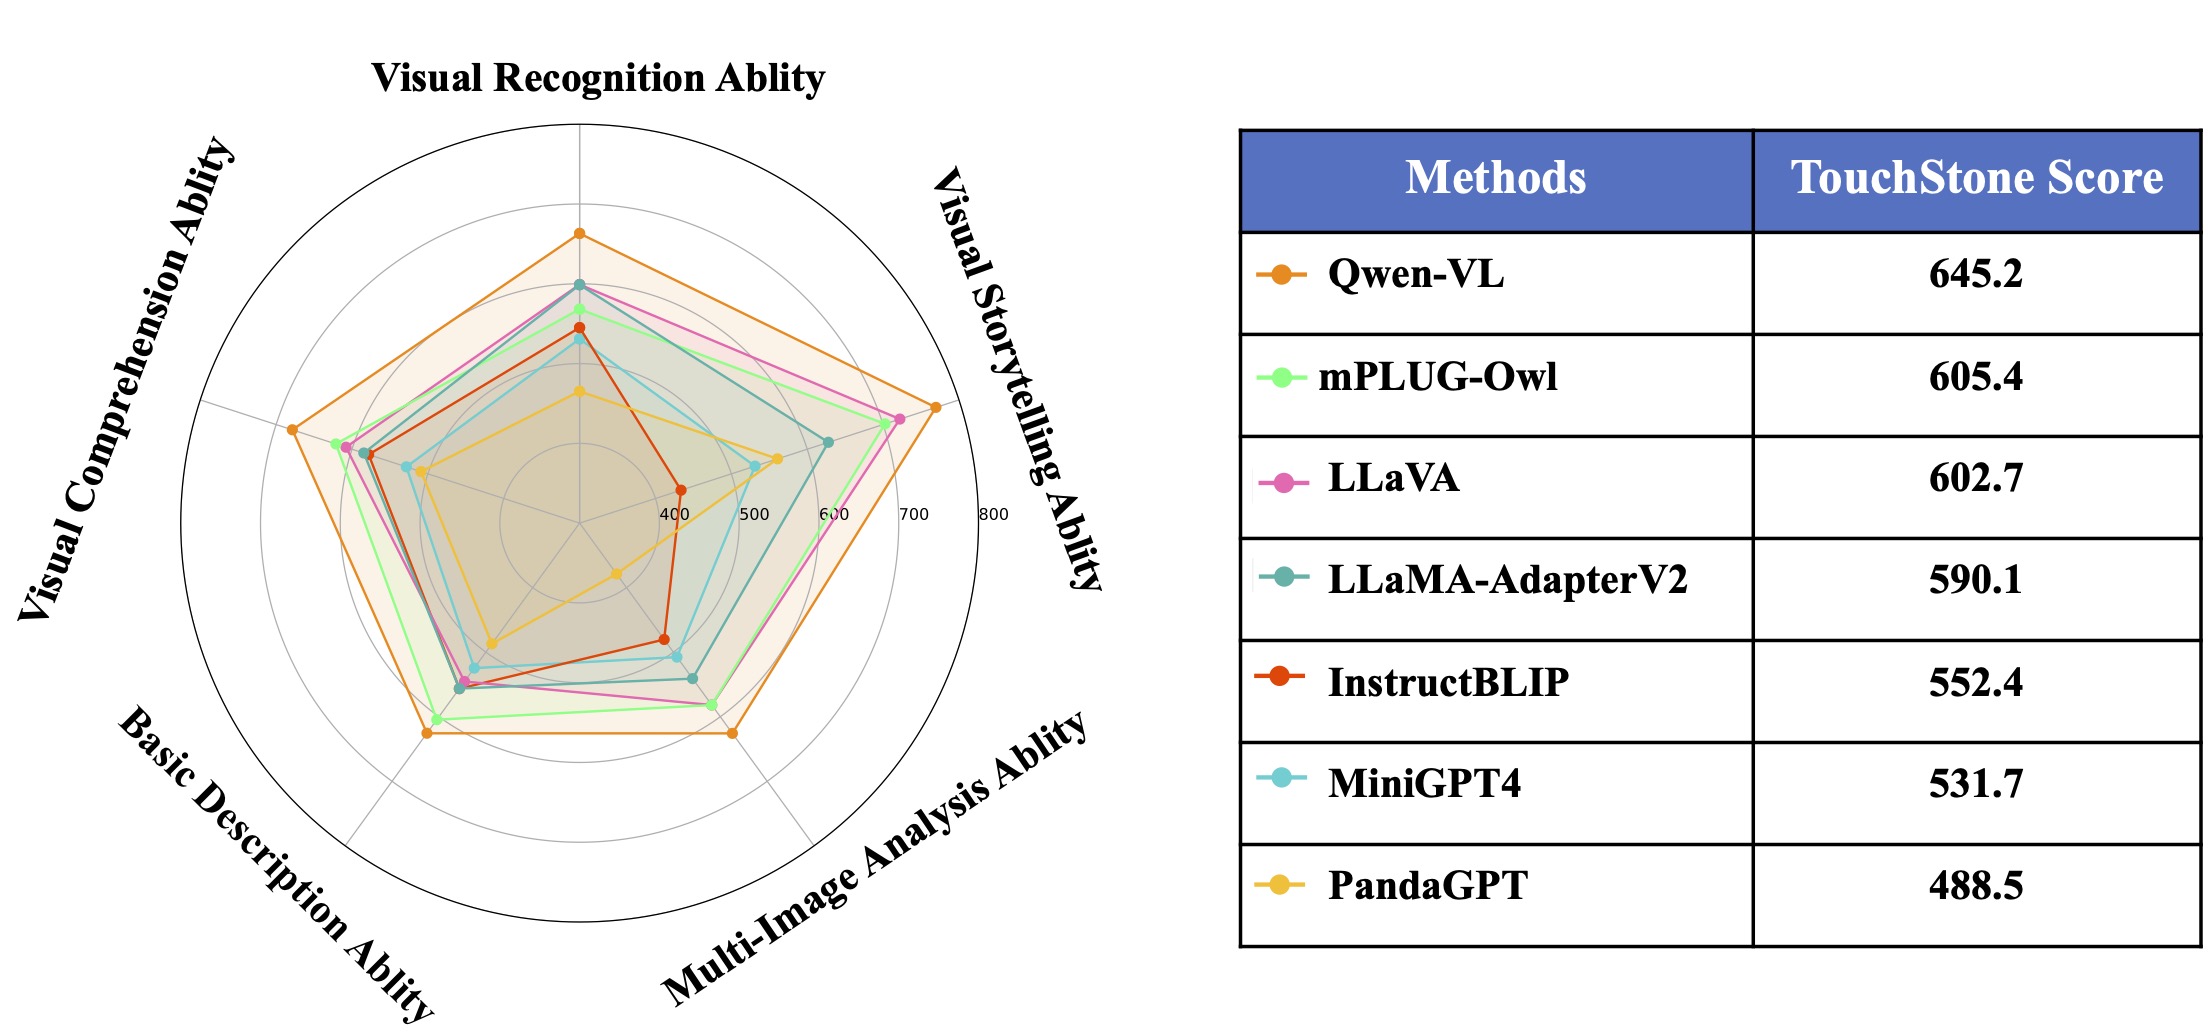 Visual Recognition Ablity
Visual Comprehension Ablity
Visual Storytelling Ablity
400 500 600 700 800
Basic Description Ablity
Multi-Image Analysis Ablity
Methods TouchStone Score
Qwen-VL 645.2
mPLUG-Owl 605.4
LLaVA 602.7
LLaMA-AdapterV2 590.1
InstructBLIP 552.4
MiniGPT4 531.7
PandaGPT 488.5